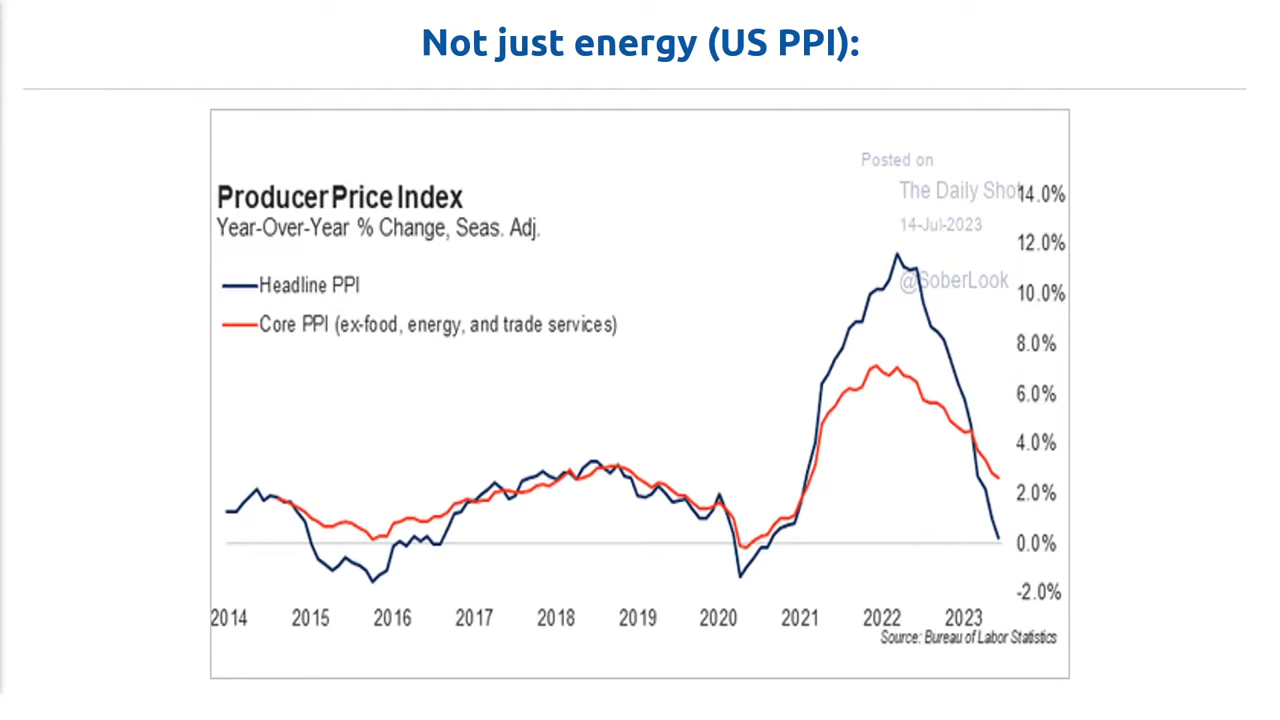 Not just energy (US PPI):
Posted on
The Daily Shot
14-Jul-2023
@SoberLook
Producer Price Index
Year-Over-Year % Change, Seas. Adj.
Headline PPI
Core PPI (ex-food, energy, and trade services)
14.0%
12.0%
10.0%
8.0%
6.0%
4.0%
2.0%
0.0%
-2.0%
2014 2015 2016 2017 2018 2019 2020 2021 2022 2023
Source: Bureau of Labor Statistics